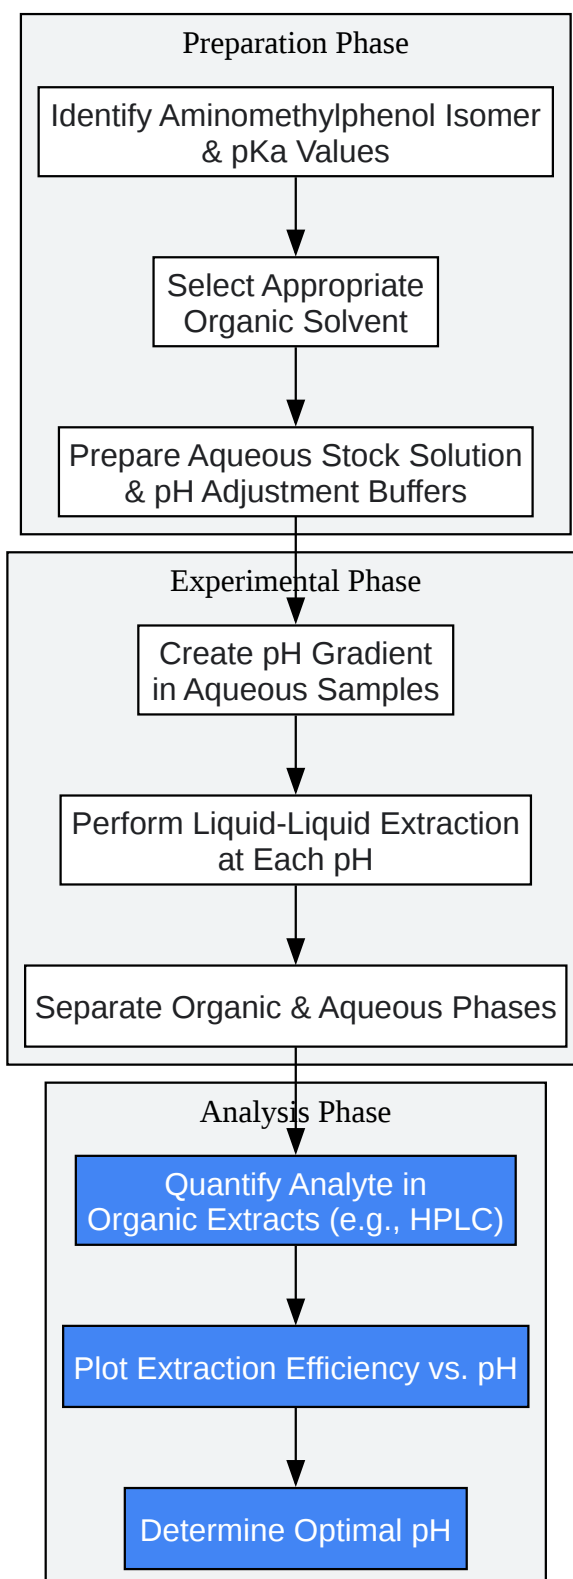 Preparation Phase
Identify Aminomethylphenol Isomer
& pKa Values
Select Appropriate
Organic Solvent
Prepare Aqueous Stock Solution
& pH Adjustment Buffers
Experimental Phase
Create pH Gradient
in Aqueous Samples
Perform Liquid-Liquid Extraction
at Each pH
Separate Organic & Aqueous Phases
Analysis Phase
Quantify Analyte in
Organic Extracts (e.g., HPLC)
Plot Extraction Efficiency vs. pH
Determine Optimal pH